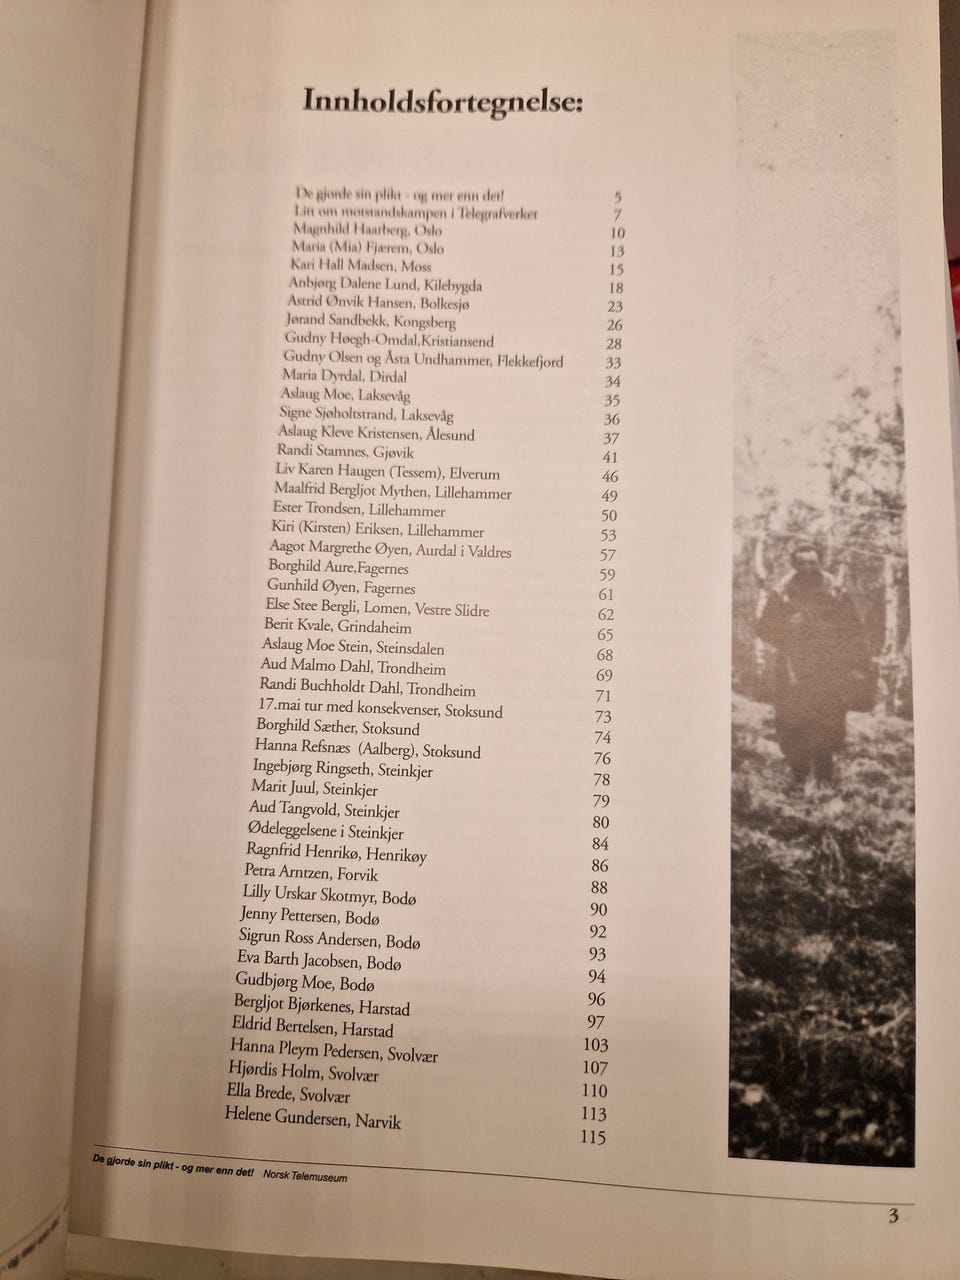 Innholdsfortegnelse:
De gjorde sin plikt - og mer enn det! 5
Litt om motstandskampen i Telegrafverket 7
Magnhild Haarberg, Oslo 10
Maria (Mia) Fjærem, Oslo 13
Kari Hall Madsen, Moss 15
Anbjørg Dalene Lund, Kilebygda 18
Astrid Ønvik Hansen, Bolkesjø 23
Jørand Sandbekk, Kongsberg 26
Gudny Høegh-Omdal,Kristiansend 28
Gudny Olsen og Åsta Undhammer, Flekkefjord 33
Maria Dyrdal, Dirdal 34
Aslaug Moe, Laksevåg 35
Signe Sjøholtstrand, Laksevåg 36
Aslaug Kleve Kristensen, Ålesund 37
Randi Stamnes, Gjøvik 41
Liv Karen Haugen (Tessem), Elverum 46
Maalfrid Bergljot Mythen, Lillehammer 49
Ester Trondsen, Lillehammer 50
Kiri (Kirsten) Eriksen, Lillehammer 53
Aagot Margrethe Øyen, Aurdal i Valdres 57
Borghild Aure,Fagernes 59
Gunhild Øyen, Fagernes 61
Else Stee Bergli, Lomen, Vestre Slidre 62
Berit Kvale, Grindaheim 65
Aslaug Moe Stein, Steinsdalen 68
Aud Malmo Dahl, Trondheim 69
Randi Buchholdt Dahl, Trondheim 71
17.mai tur med konsekvenser, Stoksund 73
Borghild Sæther, Stoksund 74
Hanna Refsnæs (Aalberg), Stoksund 76
Ingebjørg Ringseth, Steinkjer 78
Marit Juul, Steinkjer 79
Aud Tangvold, Steinkjer 80
Ødeleggelsene i Steinkjer 84
Ragnfrid Henrikø, Henrikøy 86
Petra Arntzen, Forvik 88
Lilly Urskar Skotmyr, Bodø 90
Jenny Pettersen, Bodø 92
Sigrun Ross Andersen, Bodø 93
Eva Barth Jacobsen, Bodø 94
Gudbjørg Moe, Bodø 96
Bergljot Bjørkenes, Harstad 97
Eldrid Bertelsen, Harstad 103
Hanna Pleym Pedersen, Svolvær 107
Hjørdis Holm, Svolvær 110
Ella Brede, Svolvær 113
Helene Gundersen, Narvik 115
De gjorde sin plikt - og mer enn det! Norsk Telemuseum
3